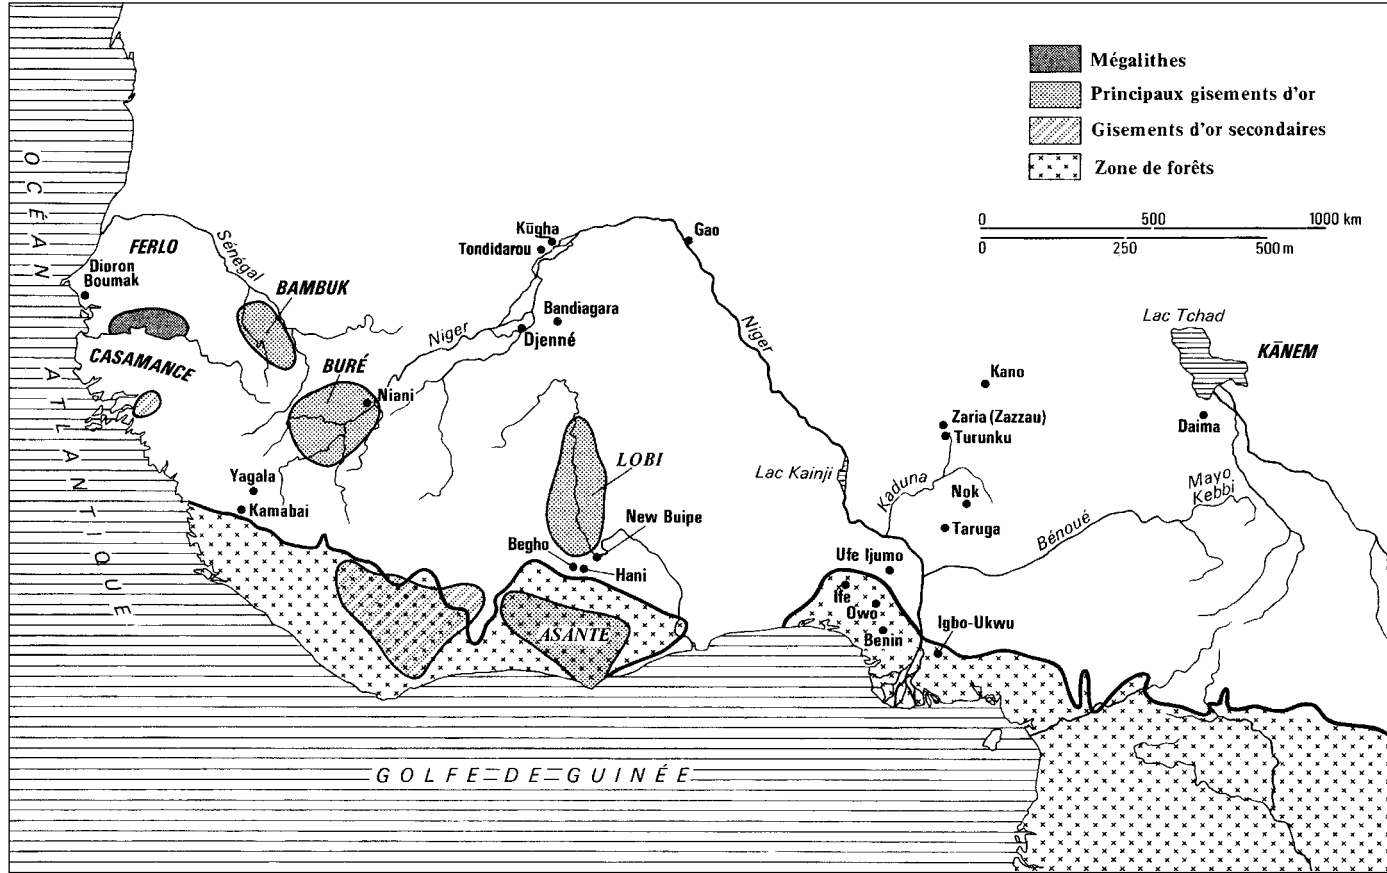 Mégalithes
Principaux gisements d'or
Gisements d'or secondaires
Zone de forêts
0 500 1000 km
0 250 500 m
OCÉAN ATLANTIQUE
FERLO
Sénégal
Dioron
Boumak
BAMBUK
CASAMANCE
BURÉ
Niani
Yagala
Kamabai
Kūgha
Tondidarou
Gao
Bandiagara
Niger
Djenné
Niger
LOBI
New Buipe
Begho
Hani
ASANTE
Lac Tchad
KĀNEM
Kano
Zaria (Zazzau)
Turunku
Daima
Lac Kainji
Kaduna
Nok
Mayo
Kebbi
Taruga
Bénoué
Ufe Ijumo
Ife
Owo
Benin
Igbo-Ukwu
GOLFE-DE-GUINÉE